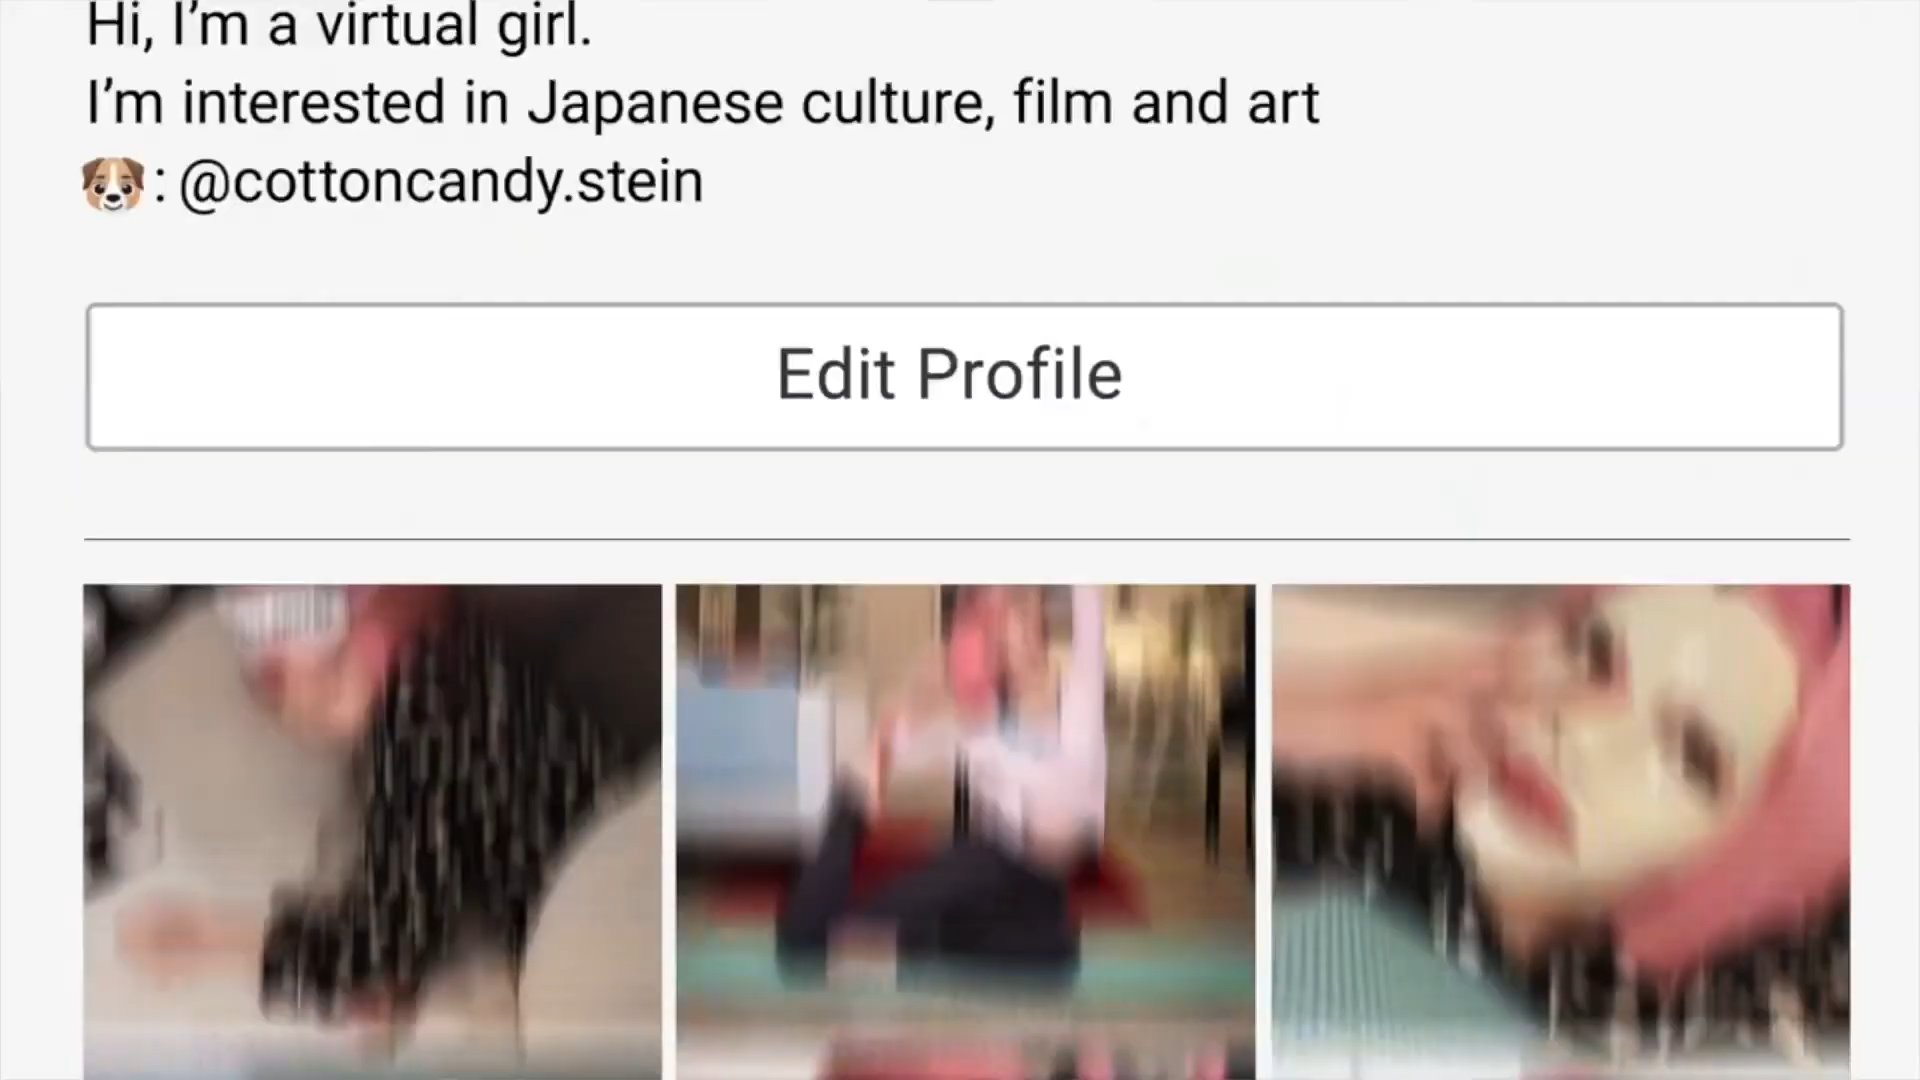 Hi, I’m a virtual girl.
I’m interested in Japanese culture, film and art
🐶: @cottoncandy.stein
Edit Profile